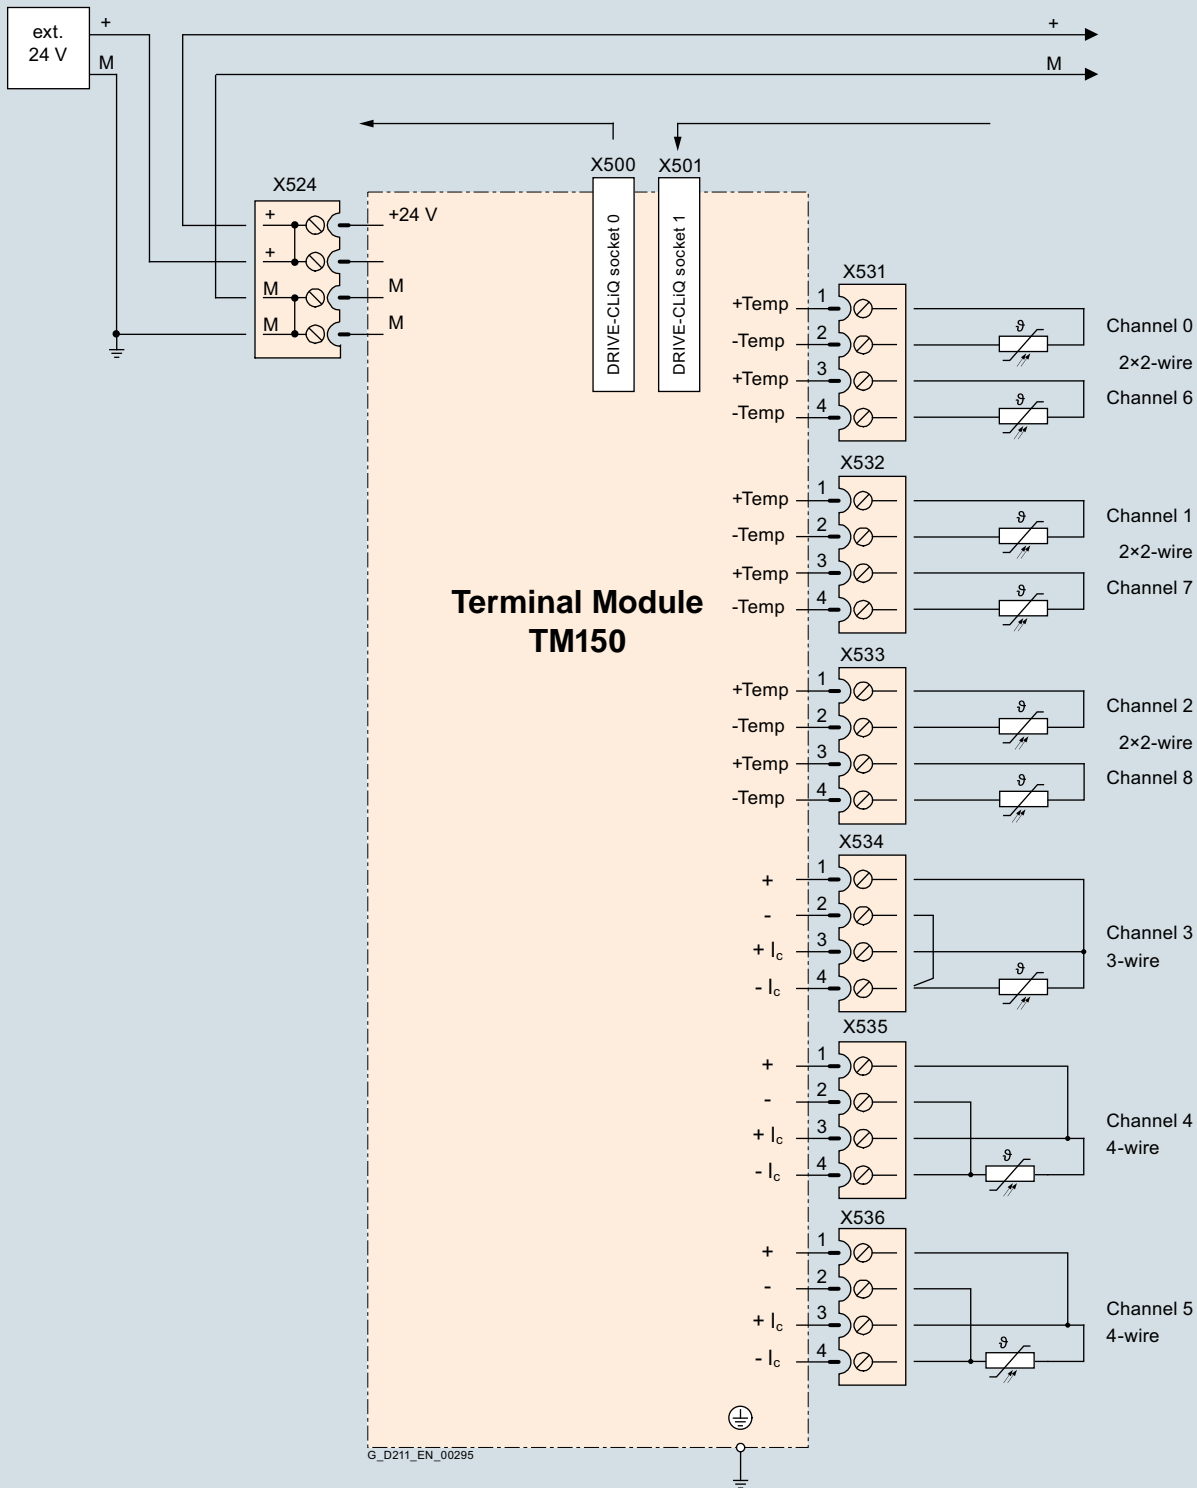 ext.
24 V
+
M
+
M
X524
+
+
M
M
+24 V
M
M
X500
X501
DRIVE-CLiQ socket 0
DRIVE-CLiQ socket 1
Terminal Module
TM150
X531
+Temp 1
-Temp 2
+Temp 3
-Temp 4
ϑ
ϑ
Channel 0
2×2-wire
Channel 6
X532
+Temp 1
-Temp 2
+Temp 3
-Temp 4
ϑ
ϑ
Channel 1
2×2-wire
Channel 7
X533
+Temp 1
-Temp 2
+Temp 3
-Temp 4
ϑ
ϑ
Channel 2
2×2-wire
Channel 8
X534
+ 1
- 2
+ Ic 3
- Ic 4
ϑ
Channel 3
3-wire
X535
+ 1
- 2
+ Ic 3
- Ic 4
ϑ
Channel 4
4-wire
X536
+ 1
- 2
+ Ic 3
- Ic 4
ϑ
Channel 5
4-wire
G_D211_EN_00295